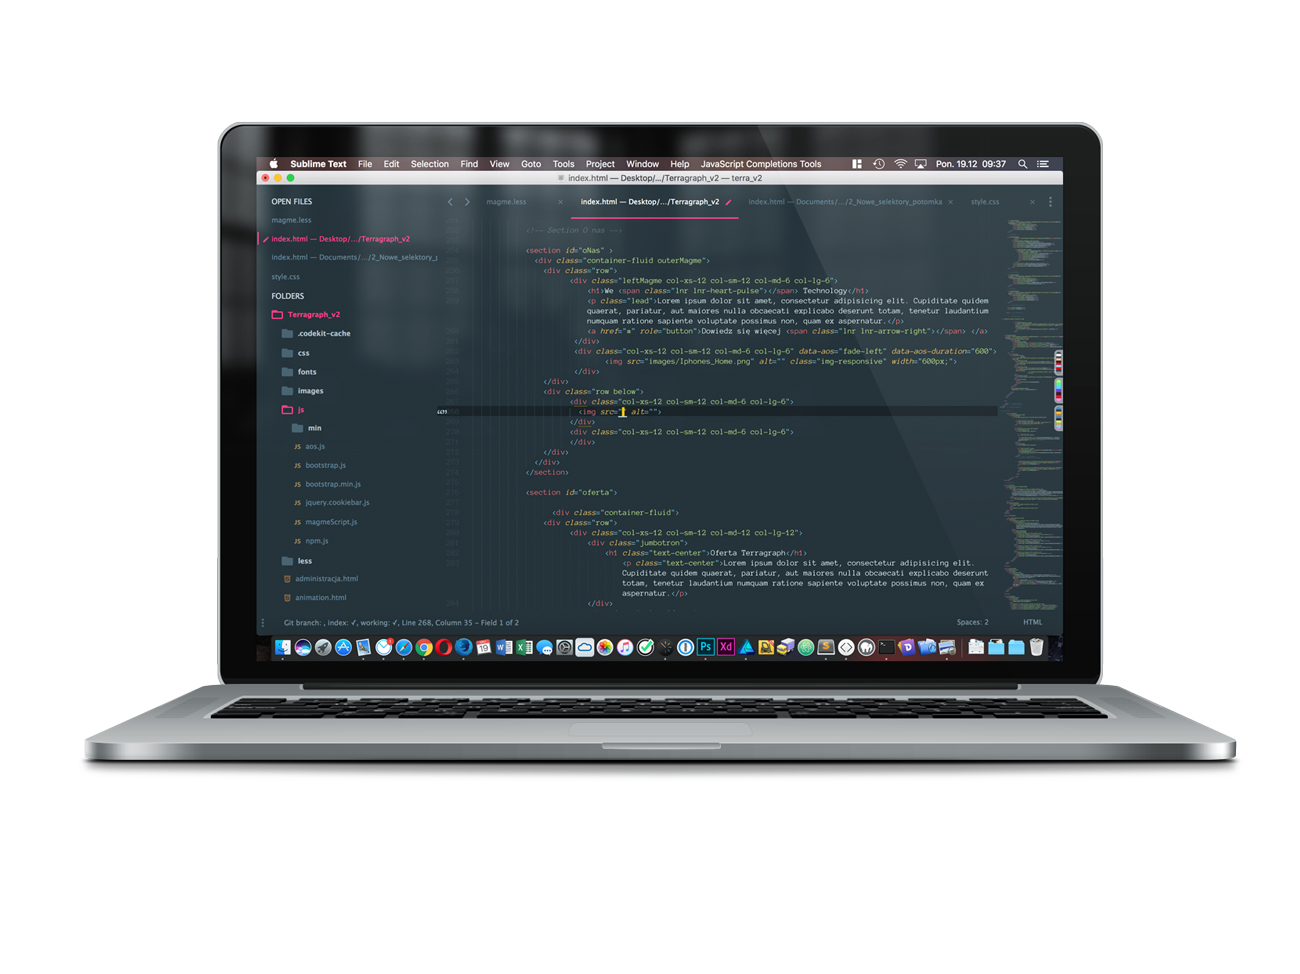 Sublime Text File Edit Selection Find View Goto Tools Project Window Help JavaScript Completions Tools Pon. 19.12 09:37
index.html — Desktop/.../Terragraph_v2 — terra_v2
OPEN FILES
magme.less
index.html — Desktop/.../Terragraph_v2
index.html — Documents/.../2_Nowe_selektory_p
style.css
FOLDERS
Terragraph_v2
.codekit-cache
css
fonts
images
js
min
JS aos.js
JS bootstrap.js
JS bootstrap.min.js
JS jquery.cookiebar.js
JS magmeScript.js
JS npm.js
less
administracja.html
animation.html
magme.less × index.html — Desktop/.../Terragraph_v2 index.html — Documents/.../2_Nowe_selektory_potomka × style.css ×
<!-- Section O nas -->
<section id="oNas" >
<div class="container-fluid outerMagme">
<div class="row">
<div class="leftMagme col-xs-12 col-sm-12 col-md-6 col-lg-6">
<h1>We <span class="lnr lnr-heart-pulse"></span> Technology</h1>
<p class="lead">Lorem ipsum dolor sit amet, consectetur adipisicing elit. Cupiditate quidem
quaerat, pariatur, aut maiores nulla obcaecati explicabo deserunt totam, tenetur laudantium
numquam ratione sapiente voluptate possimus non, quam ex aspernatur.</p>
<a href="#" role="button">Dowiedz się więcej <span class="lnr lnr-arrow-right"></span> </a>
</div>
<div class="col-xs-12 col-sm-12 col-md-6 col-lg-6" data-aos="fade-left" data-aos-duration="600">
<img src="images/Iphones_Home.png" alt="" class="img-responsive" width="600px;">
</div>
</div>
<div class="row below">
<div class="col-xs-12 col-sm-12 col-md-6 col-lg-6">
<img src=" alt="">
</div>
<div class="col-xs-12 col-sm-12 col-md-6 col-lg-6">
</div>
</div>
</div>
</section>
<section id="oferta">
<div class="container-fluid">
<div class="row">
<div class="col-xs-12 col-sm-12 col-md-12 col-lg-12">
<div class="jumbotron">
<h1 class="text-center">Oferta Terragraph</h1>
<p class="text-center">Lorem ipsum dolor sit amet, consectetur adipisicing elit.
Cupiditate quidem quaerat, pariatur, aut maiores nulla obcaecati explicabo deserunt
totam, tenetur laudantium numquam ratione sapiente voluptate possimus non, quam ex
aspernatur.</p>
</div>
Git branch: , index: ✓, working: ✓, Line 268, Column 35 – Field 1 of 2 Spaces: 2 HTML
19 Ps Xd